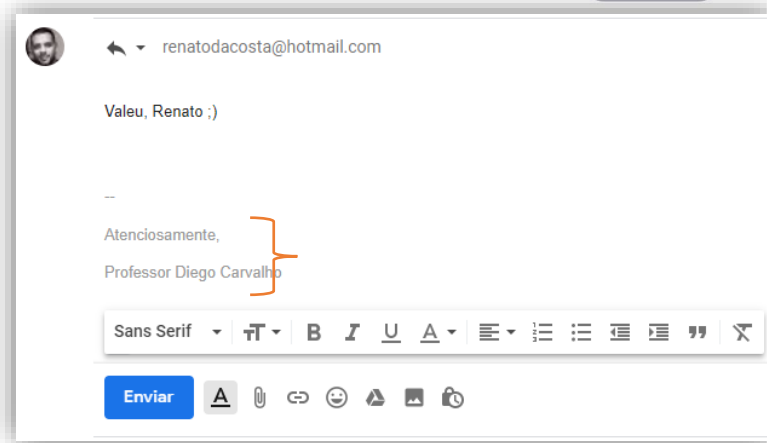 renatodacosta@hotmail.com
Valeu, Renato ;)
--
Atenciosamente,
Professor Diego Carvalho
Sans Serif T B I U A
Enviar A